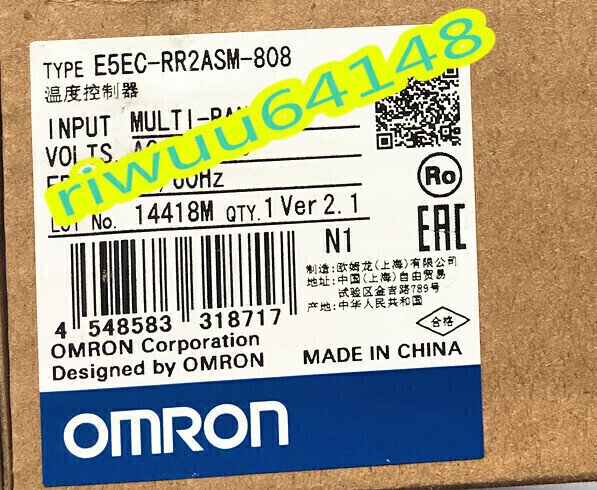 TYPE E5EC-RR2ASM-808
温度控制器
INPUT MULTI-
VOLTS
/60Hz
LOT No. 14418M QTY.1 Ver 2.1
riwuu64148
Ro
N1
EAC
制造: 欧姆龙(上海)有限公司
地址: 中国(上海)自由贸易
试验区金吉路789号
产地: 中华人民共和国
合格
4 548583 318717
OMRON Corporation
Designed by OMRON
MADE IN CHINA
OMRON